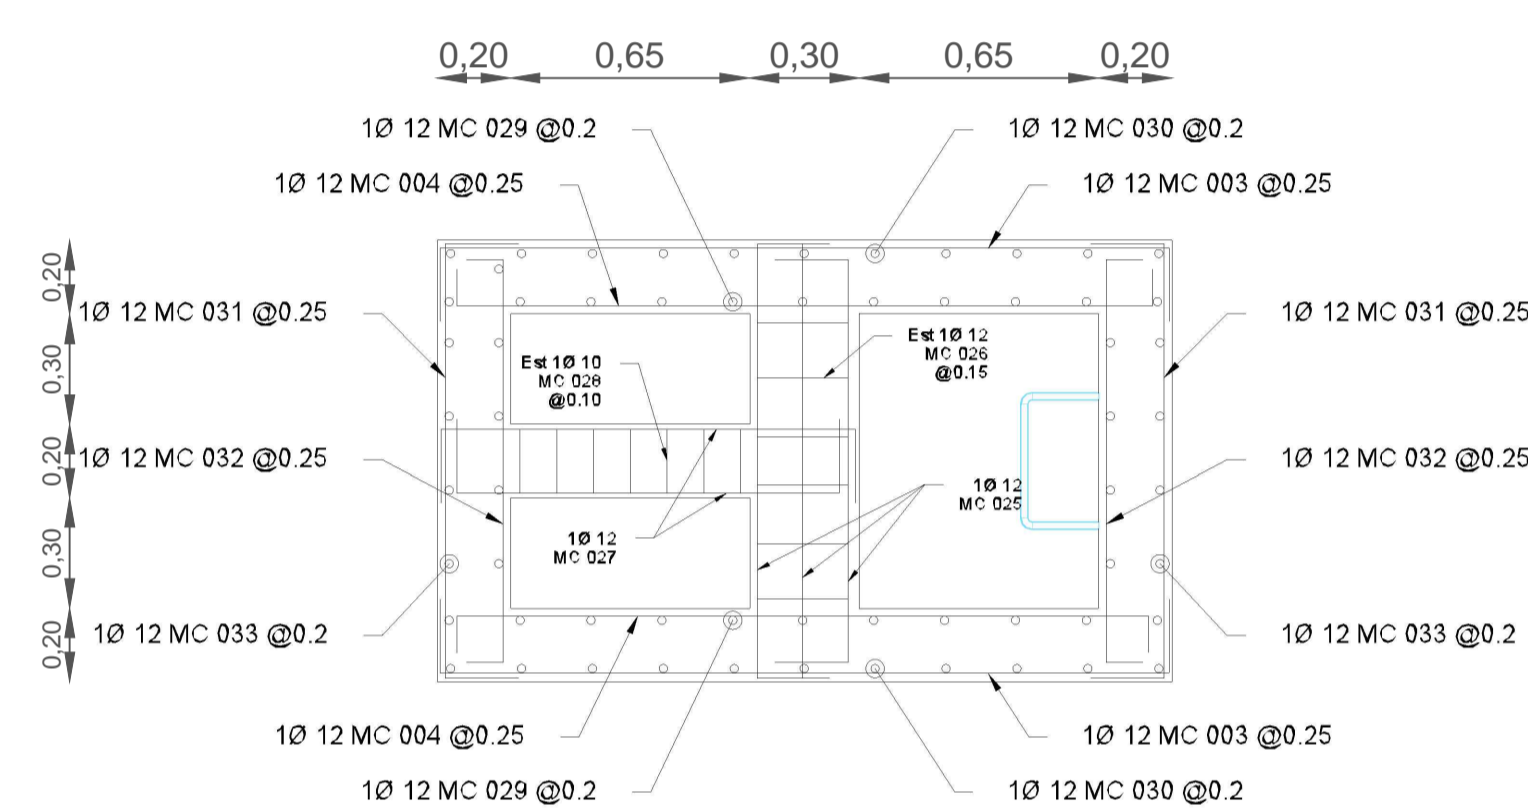 0,20 0,65 0,30 0,65 0,20
1Ø 12 MC 029 @0.2
1Ø 12 MC 030 @0.2
1Ø 12 MC 004 @0.25
1Ø 12 MC 003 @0.25
0,20
1Ø 12 MC 031 @0.25
1Ø 12 MC 031 @0.25
0,30
Est 1Ø 10
MC 028
@0.10
Est 1Ø 12
MC 026
@0.15
0,20
1Ø 12 MC 032 @0.25
1Ø 12 MC 032 @0.25
1Ø 12
MC 025
0,30
1Ø 12
MC 027
0,20
1Ø 12 MC 033 @0.2
1Ø 12 MC 033 @0.2
1Ø 12 MC 004 @0.25
1Ø 12 MC 003 @0.25
1Ø 12 MC 029 @0.2
1Ø 12 MC 030 @0.2